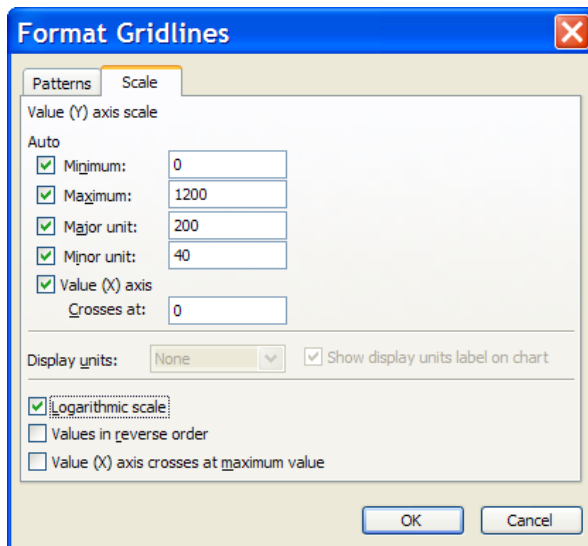 Format Gridlines
Patterns Scale
Value (Y) axis scale
Auto
Minimum: 0
Maximum: 1200
Major unit: 200
Minor unit: 40
Value (X) axis
Crosses at: 0
Display units: None Show display units label on chart
Logarithmic scale
Values in reverse order
Value (X) axis crosses at maximum value
OK Cancel